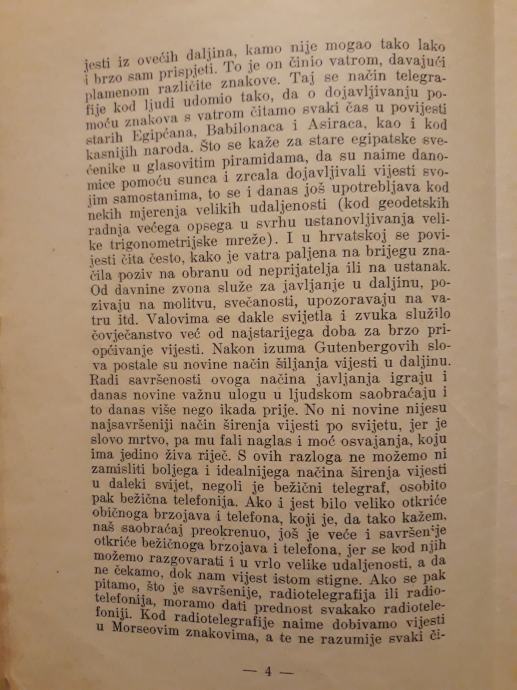 jesti iz ovećih daljina, kamo nije mogao tako lako
i brzo sam prispjeti. To je on činio vatrom, davajući
plamenom različite znakove. Taj se način telegra-
fije kod ljudi udomio tako, da o dojavljivanju po-
moću znakova s vatrom čitamo svaki čas u povijesti
starih Egipćana, Babilonaca i Asiraca, kao i kod
kasnijih naroda. Što se kaže za stare egipatske sve-
ćenike u glasovitim piramidama, da su naime dano-
mice pomoću sunca i zrcala dojavljivali vijesti svo-
jim samostanima, to se i danas još upotrebljava kod
nekih mjerenja velikih udaljenosti (kod geodetskih
radnja većega opsega u svrhu ustanovljivanja veli-
ke trigonometrijske mreže). I u hrvatskoj se povi-
jesti čita često, kako je vatra paljena na brijegu zna-
čila poziv na obranu od neprijatelja ili na ustanak.
Od davnine zvona služe za javljanje u daljinu, po-
zivaju na molitvu, svečanosti, upozoravaju na va-
tru itd. Valovima se dakle svijetla i zvuka služilo
čovječanstvo već od najstarijega doba za brzo pri-
općivanje vijesti. Nakon izuma Gutenbergovih slo-
va postale su novine način šiljanja vijesti u daljinu.
Radi savršenosti ovoga načina javljanja igraju i
danas novine važnu ulogu u ljudskom saobraćaju i
to danas više nego ikada prije. No ni novine nijesu
najsavršeniji način širenja vijesti po svijetu, jer je
slovo mrtvo, pa mu fali naglas i moć osvajanja, koju
ima jedino živa riječ. S ovih razloga ne možemo ni
zamisliti boljega i idealnijega načina širenja vijesti
u daleki svijet, negoli je bežični telegraf, osobito
pak bežična telefonija. Ako i jest bilo veliko otkriće
običnoga brzojava i telefona, koji je, da tako kažem,
naš saobraćaj preokrenuo, još je veće i savršenije
otkriće bežičnoga brzojava i telefona, jer se kod njih
možemo razgovarati i u vrlo velike udaljenosti, a da
ne čekamo, dok nam vijest istom stigne. Ako se pak
pitamo, što je savršenije, radiotelegrafija ili radio-
telefonija, moramo dati prednost svakako radiotele-
foniji. Kod radiotelegrafije naime dobivamo vijesti
u Morseovim znakovima, a te ne razumije svaki či-
— 4 —